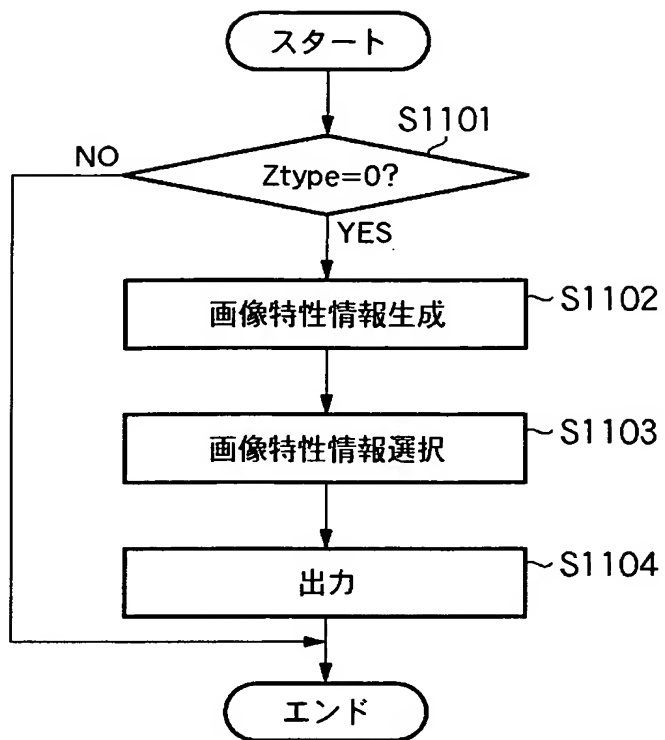 スタート
S1101
NO
Ztype=0?
YES
画像特性情報生成
S1102
画像特性情報選択
S1103
出力
S1104
エンド